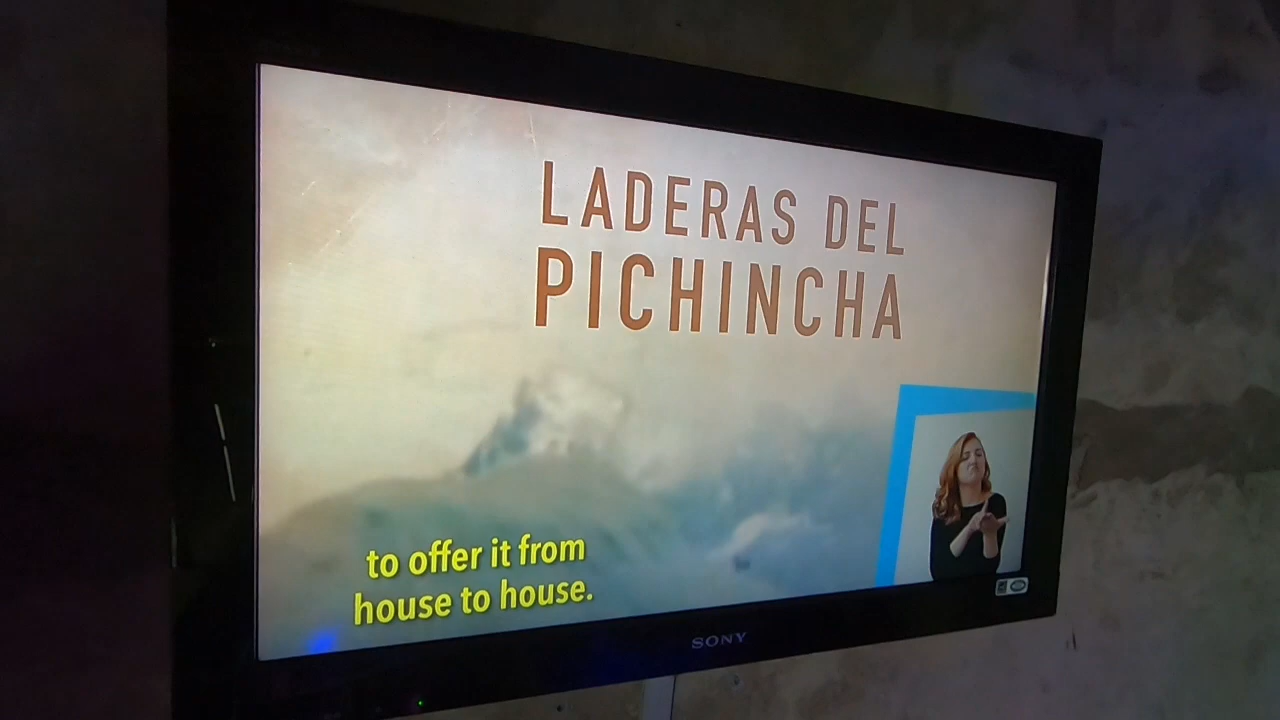 LADERAS DEL
PICHINCHA
to offer it from
house to house.
SONY